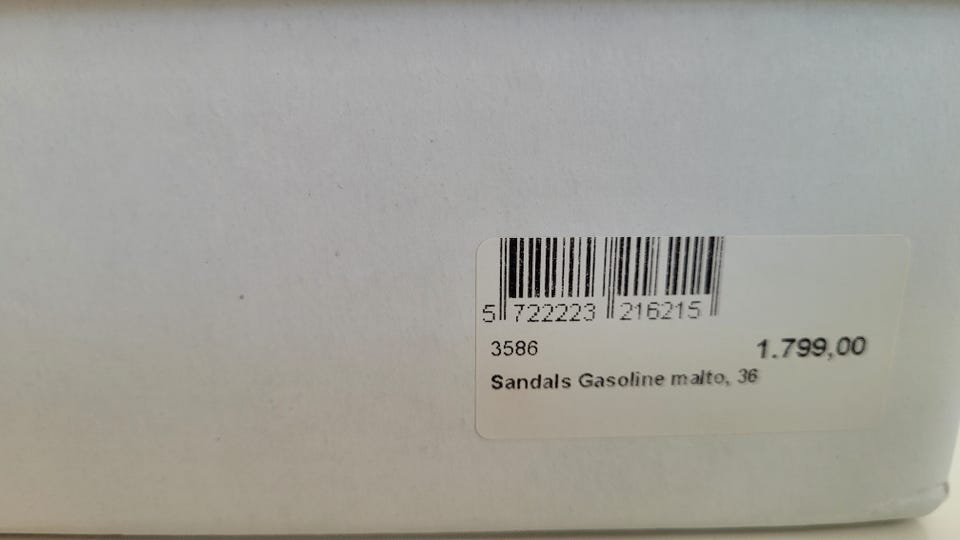 5 722223 216215
3586 1.799,00
Sandals Gasoline malto, 36